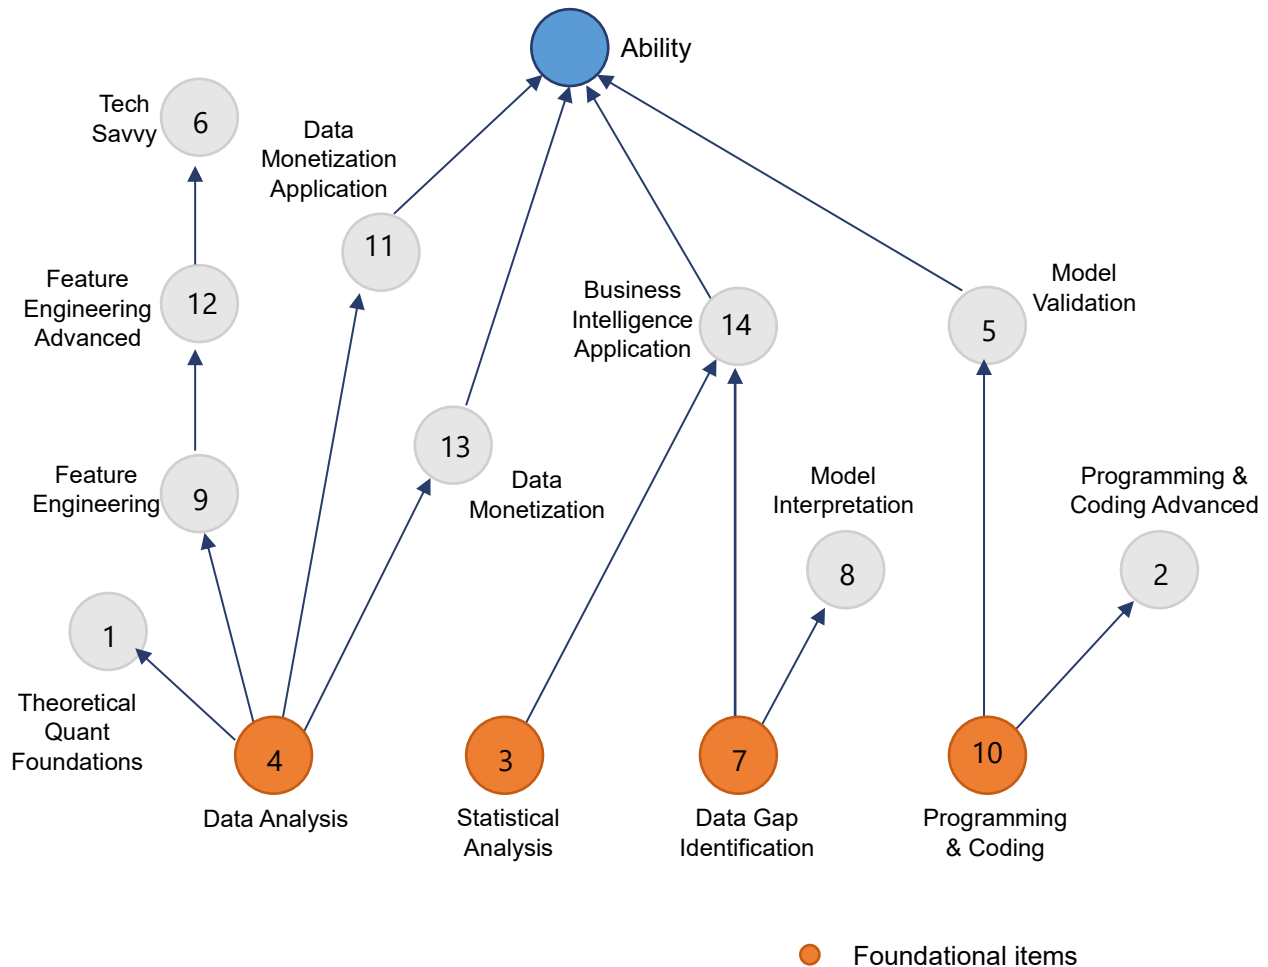 Ability
Tech
Savvy
6
Data
Monetization
Application
11
Feature
Engineering
Advanced
12
Business
Intelligence
Application
14
Model
Validation
5
13
Data
Monetization
Feature
Engineering
9
Model
Interpretation
8
Programming &
Coding Advanced
2
1
Theoretical
Quant
Foundations
4
Data Analysis
3
Statistical
Analysis
7
Data Gap
Identification
10
Programming
& Coding
Foundational items